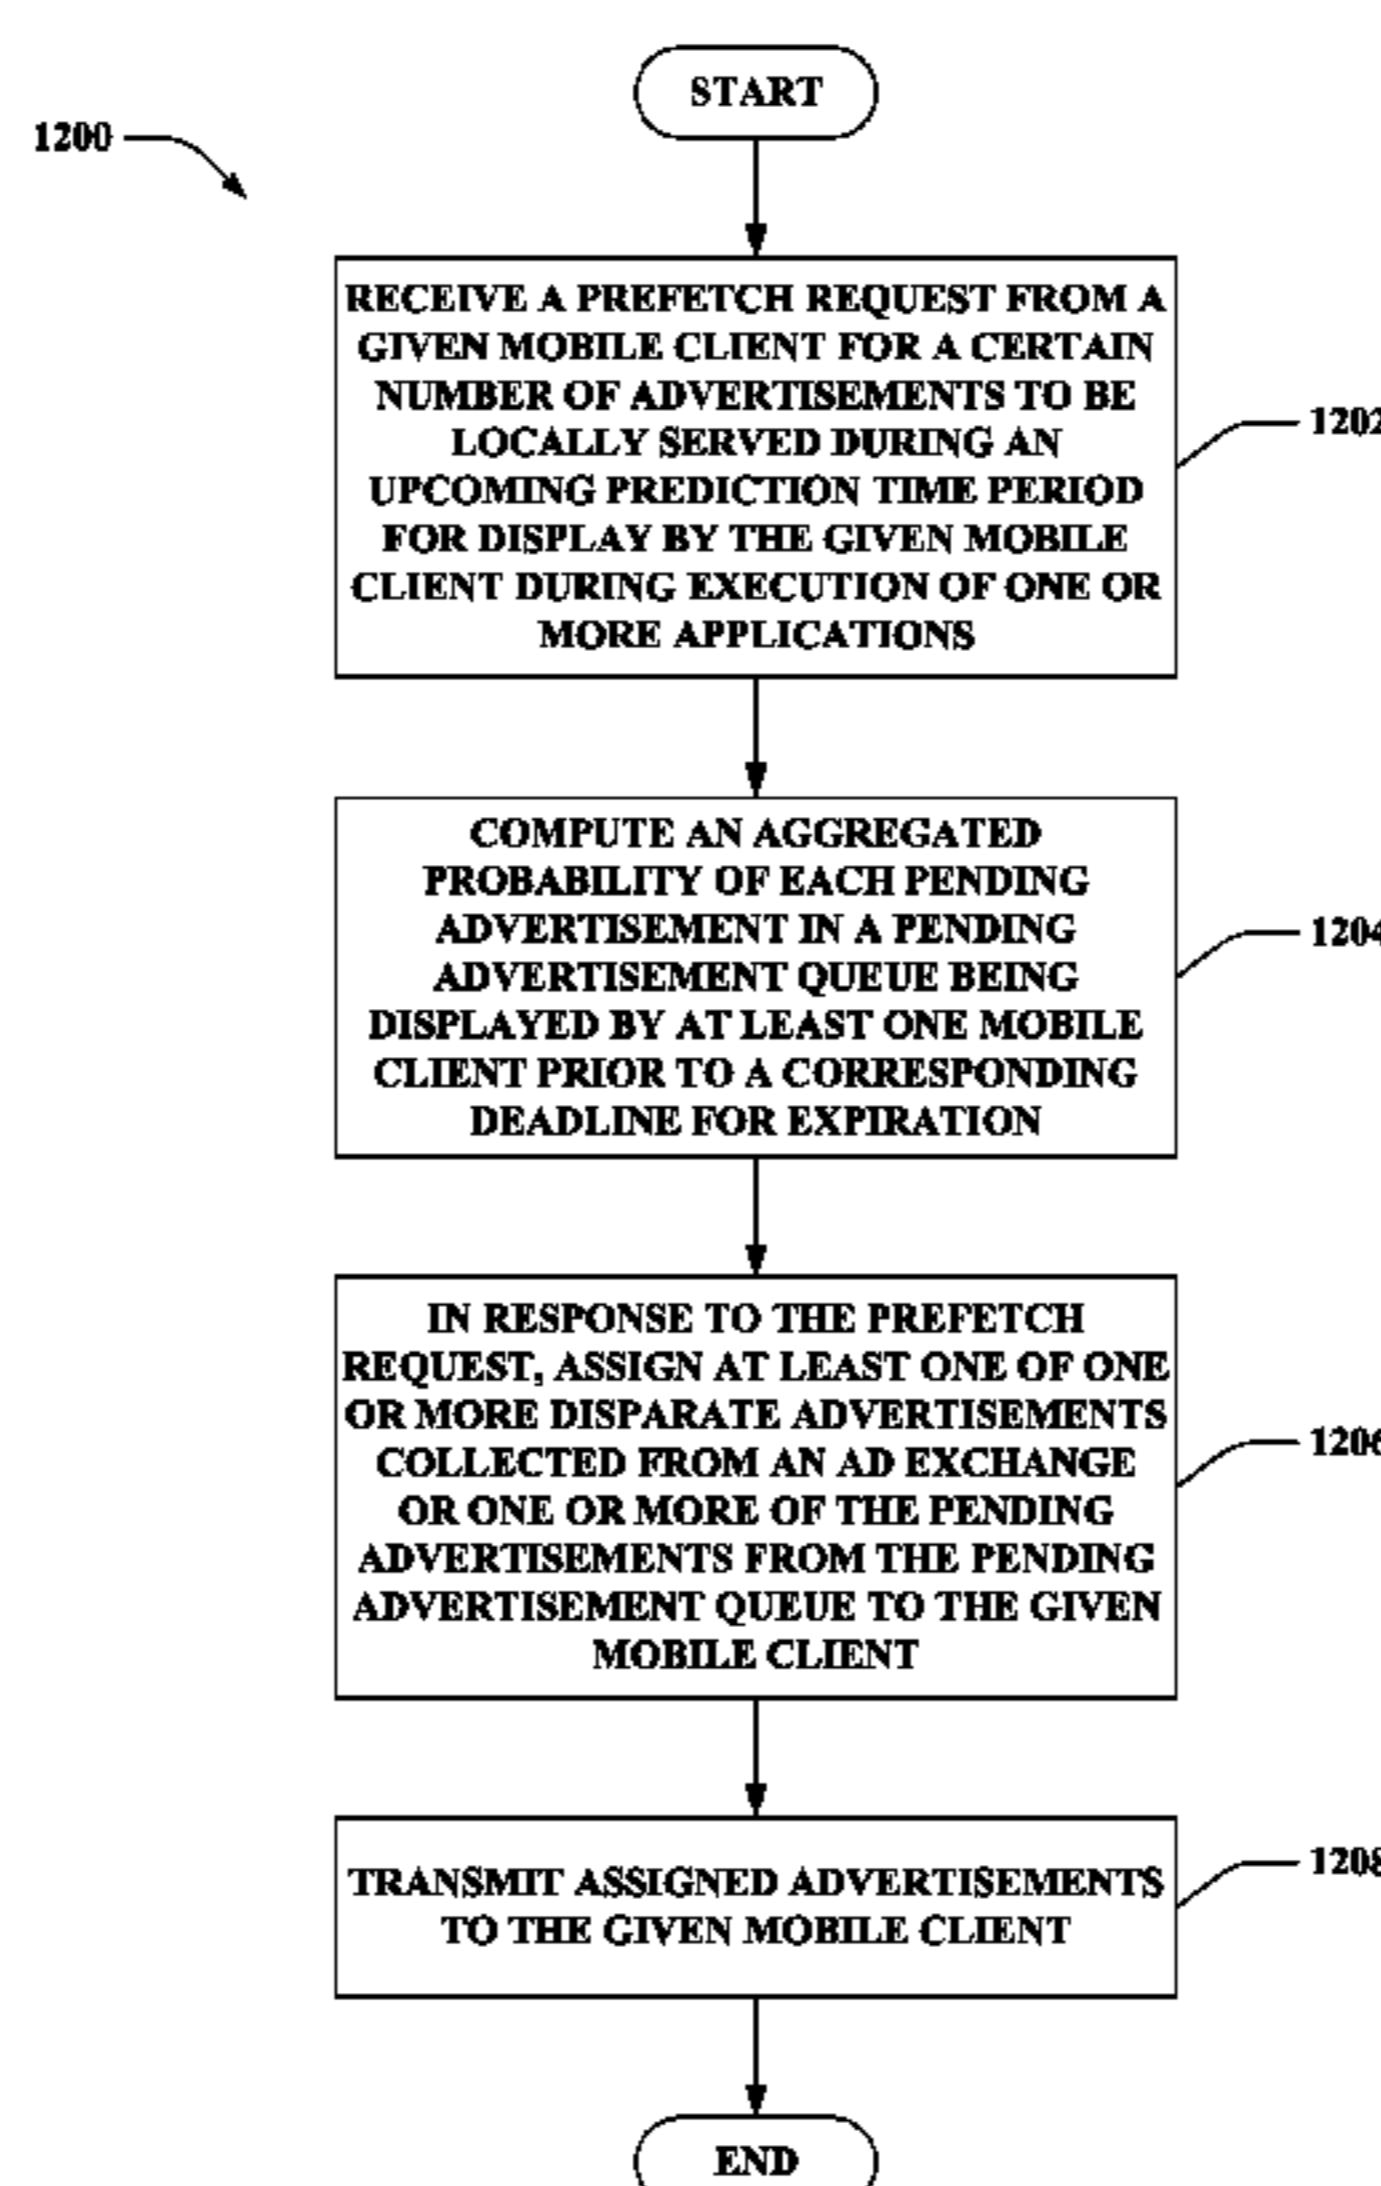 START
1200
RECEIVE A PREFETCH REQUEST FROM A
GIVEN MOBILE CLIENT FOR A CERTAIN
NUMBER OF ADVERTISEMENTS TO BE
LOCALLY SERVED DURING AN
UPCOMING PREDICTION TIME PERIOD
FOR DISPLAY BY THE GIVEN MOBILE
CLIENT DURING EXECUTION OF ONE OR
MORE APPLICATIONS
1202
COMPUTE AN AGGREGATED
PROBABILITY OF EACH PENDING
ADVERTISEMENT IN A PENDING
ADVERTISEMENT QUEUE BEING
DISPLAYED BY AT LEAST ONE MOBILE
CLIENT PRIOR TO A CORRESPONDING
DEADLINE FOR EXPIRATION
1204
IN RESPONSE TO THE PREFETCH
REQUEST, ASSIGN AT LEAST ONE OF ONE
OR MORE DISPARATE ADVERTISEMENTS
COLLECTED FROM AN AD EXCHANGE
OR ONE OR MORE OF THE PENDING
ADVERTISEMENTS FROM THE PENDING
ADVERTISEMENT QUEUE TO THE GIVEN
MOBILE CLIENT
1206
TRANSMIT ASSIGNED ADVERTISEMENTS
TO THE GIVEN MOBILE CLIENT
1208
END